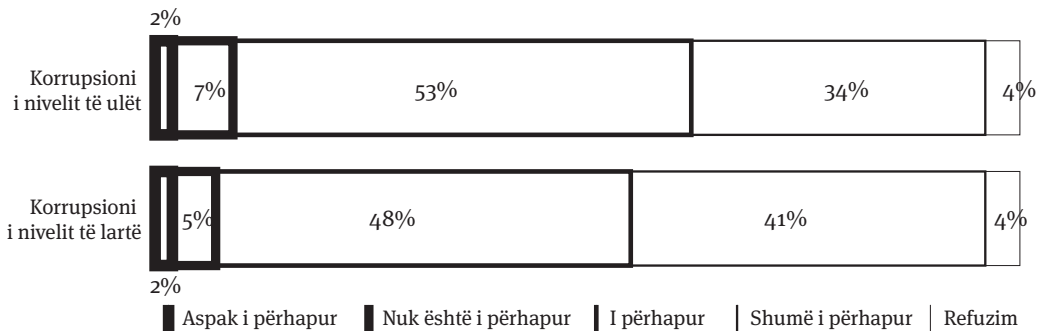 2%
Korrupsioni
i nivelit të ulët
7%
53%
34%
4%
Korrupsioni
i nivelit të lartë
5%
48%
41%
4%
2%
Aspak i përhapur
Nuk është i përhapur
I përhapur
Shumë i përhapur
Refuzim